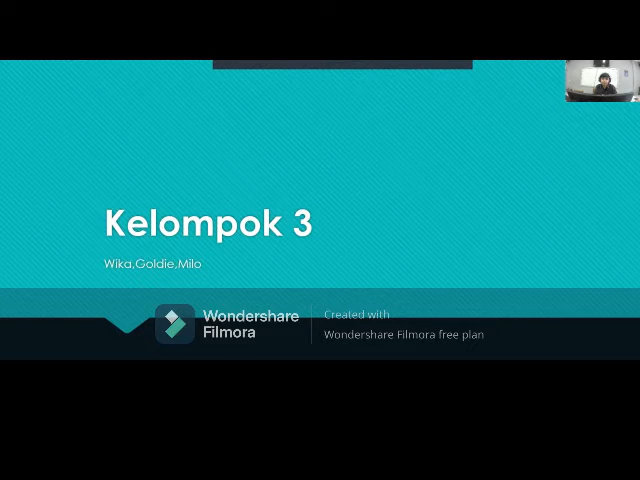 Kelompok 3
Wika,Goldie,Milo
Wondershare
Filmora
Created with
Wondershare Filmora free plan